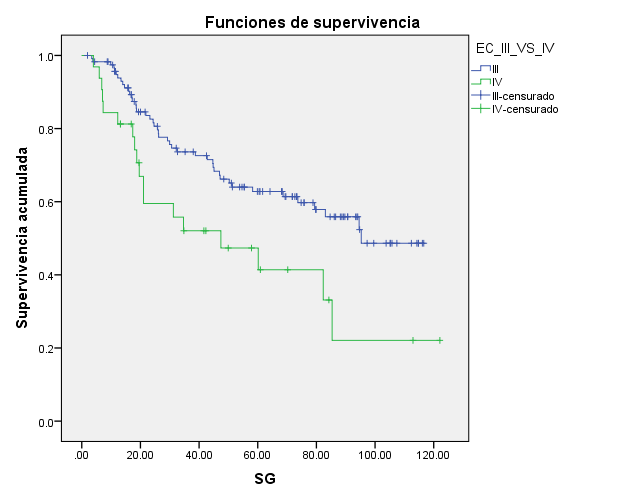 Funciones de supervivencia
EC_III_VS_IV
III
IV
III-censurado
IV-censurado
Supervivencia acumulada
1.0
0.8
0.6
0.4
0.2
0.0
.00 20.00 40.00 60.00 80.00 100.00 120.00
SG